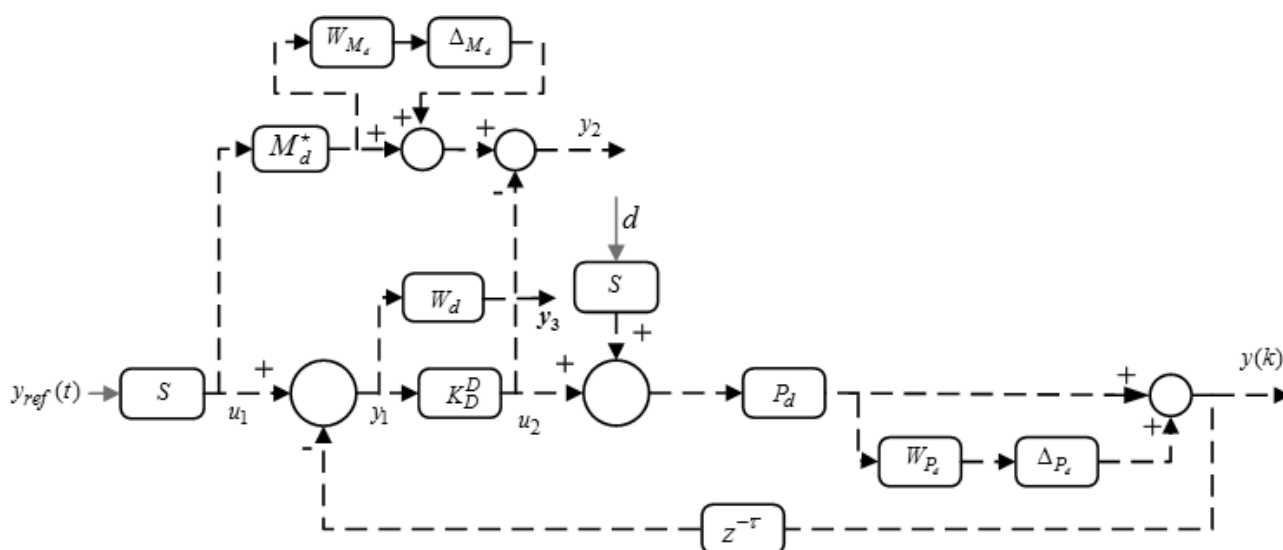 W_{M_d} Δ_{M_d}
+ + +
M_d^⋆ y_2
-
d
S
W_d
y_3
+ + +
y_{ref}(t) S K_D^D P_d + y(k)
u_1 y_1 u_2
- +
W_{P_d} Δ_{P_d}
z^{-τ}